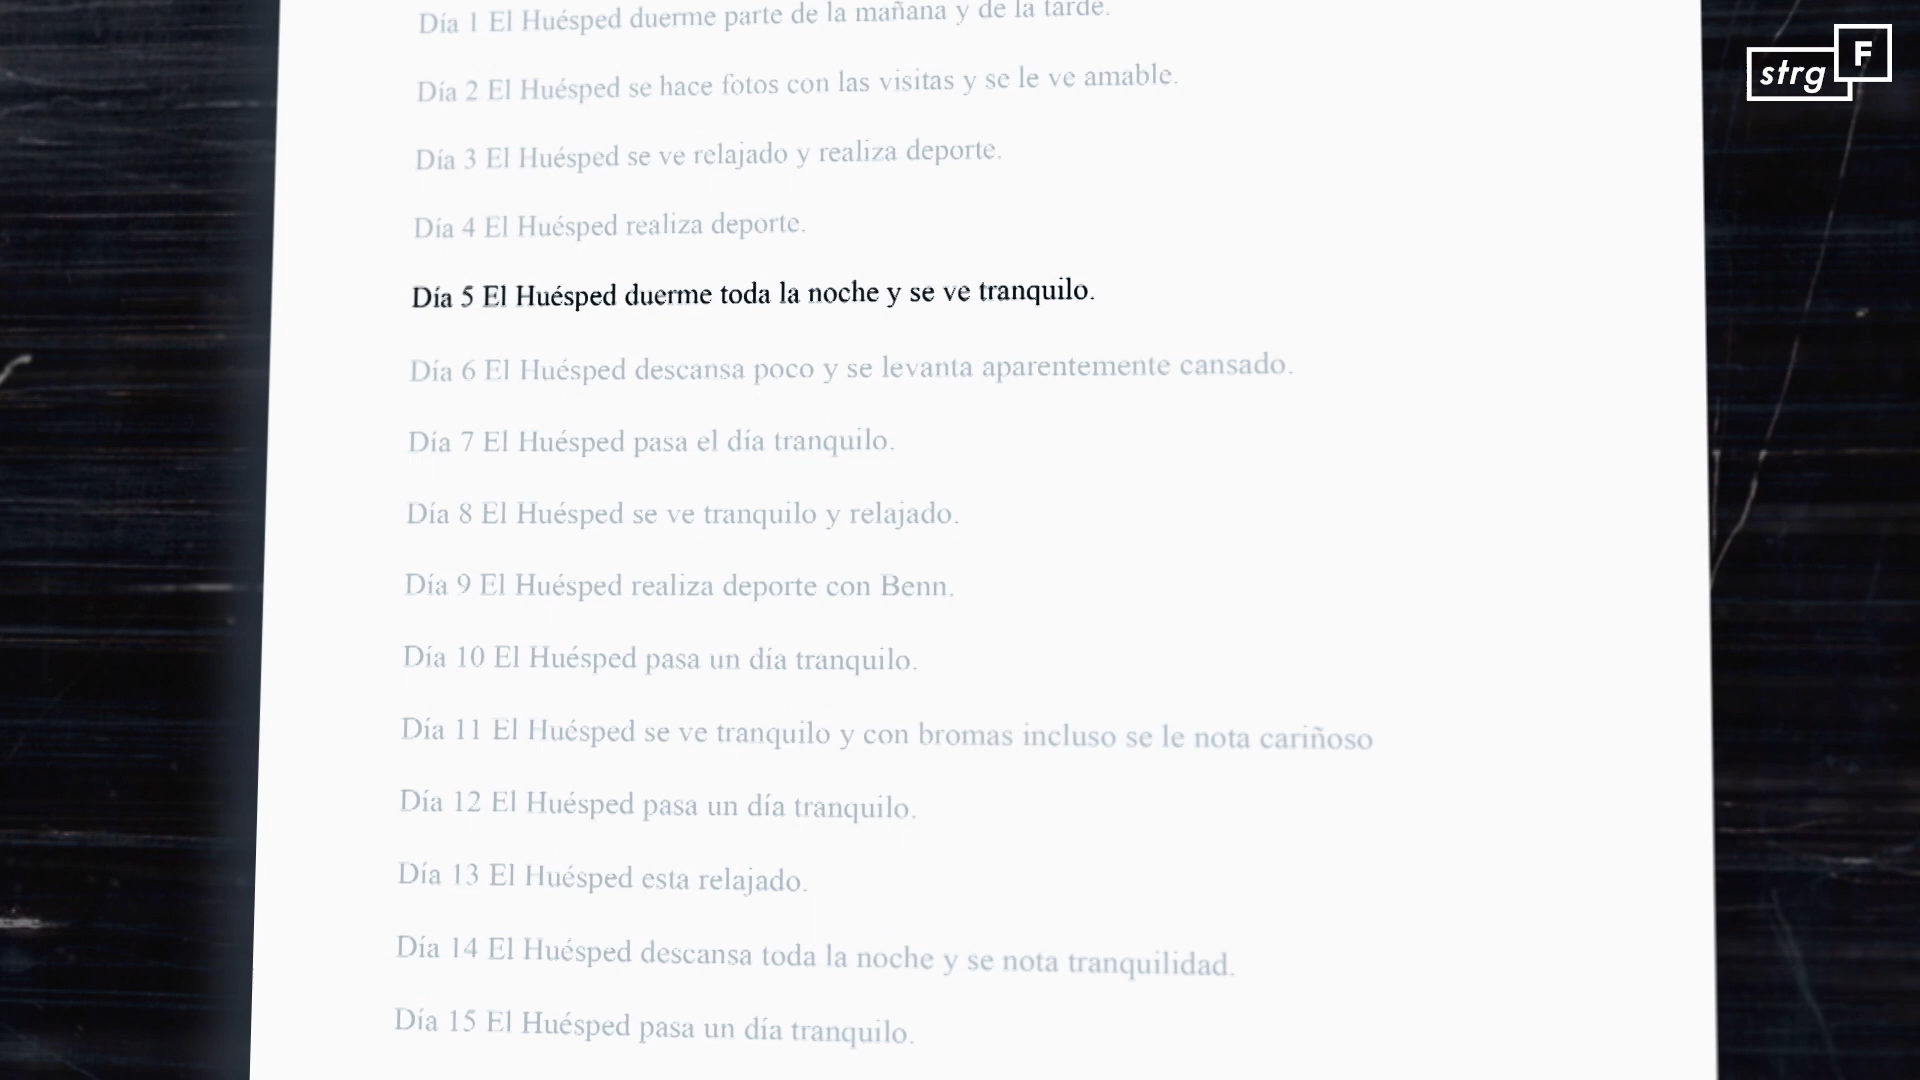 Día 1 El Huésped duerme parte de la mañana y de la tarde.
strg F
Día 2 El Huésped se hace fotos con las visitas y se le ve amable.
Día 3 El Huésped se ve relajado y realiza deporte.
Día 4 El Huésped realiza deporte.
Día 5 El Huésped duerme toda la noche y se ve tranquilo.
Día 6 El Huésped descansa poco y se levanta aparentemente cansado.
Día 7 El Huésped pasa el día tranquilo.
Día 8 El Huésped se ve tranquilo y relajado.
Día 9 El Huésped realiza deporte con Benn.
Día 10 El Huésped pasa un día tranquilo.
Día 11 El Huésped se ve tranquilo y con bromas incluso se le nota cariñoso
Día 12 El Huésped pasa un día tranquilo.
Día 13 El Huésped esta relajado.
Día 14 El Huésped descansa toda la noche y se nota tranquilidad.
Día 15 El Huésped pasa un día tranquilo.